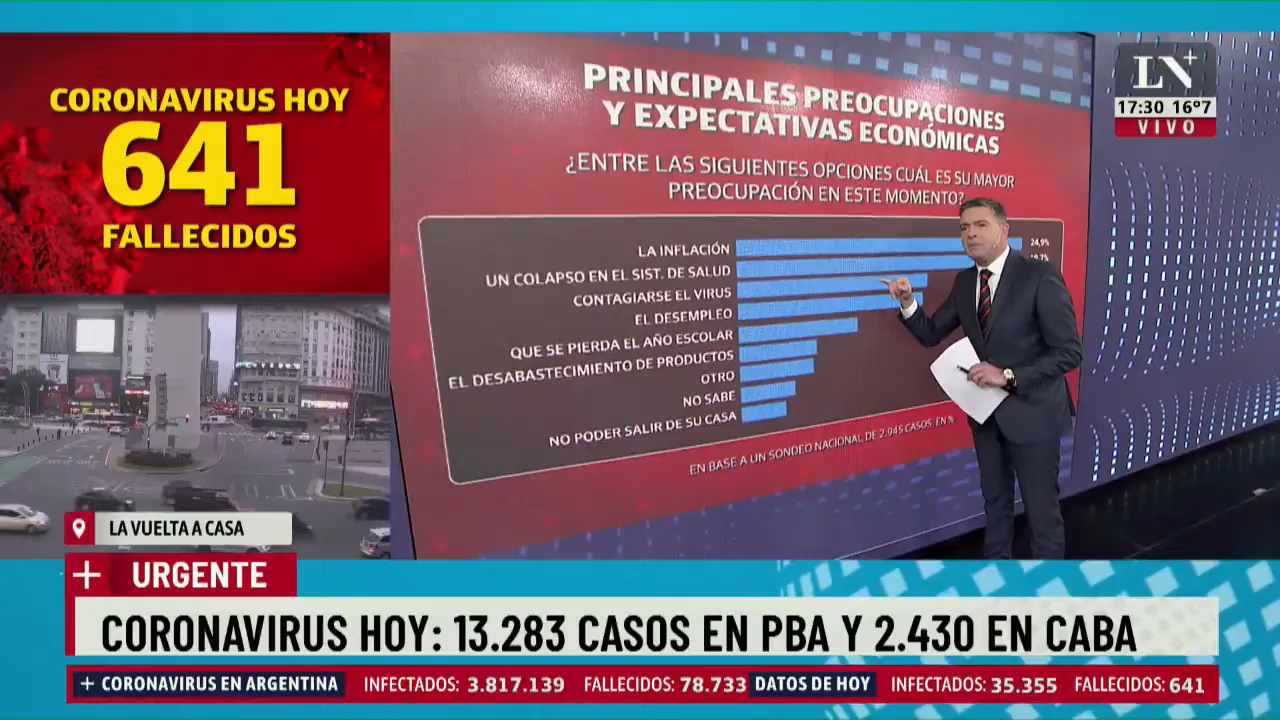 CORONAVIRUS HOY
641
FALLECIDOS
PRINCIPALES PREOCUPACIONES
Y EXPECTATIVAS ECONÓMICAS
¿ENTRE LAS SIGUIENTES OPCIONES CUÁL ES SU MAYOR
PREOCUPACIÓN EN ESTE MOMENTO?
LA INFLACIÓN
24,9%
UN COLAPSO EN EL SIST. DE SALUD
CONTAGIARSE EL VIRUS
EL DESEMPLEO
QUE SE PIERDA EL AÑO ESCOLAR
EL DESABASTECIMIENTO DE PRODUCTOS
OTRO
NO SABE
NO PODER SALIR DE SU CASA
EN BASE A UN SONDEO NACIONAL DE 2.945 CASOS. EN %
LN+
17:30 16°7
VIVO
LA VUELTA A CASA
+ URGENTE
CORONAVIRUS HOY: 13.283 CASOS EN PBA Y 2.430 EN CABA
+ CORONAVIRUS EN ARGENTINA INFECTADOS: 3.817.139 FALLECIDOS: 78.733 DATOS DE HOY INFECTADOS: 35.355 FALLECIDOS: 641